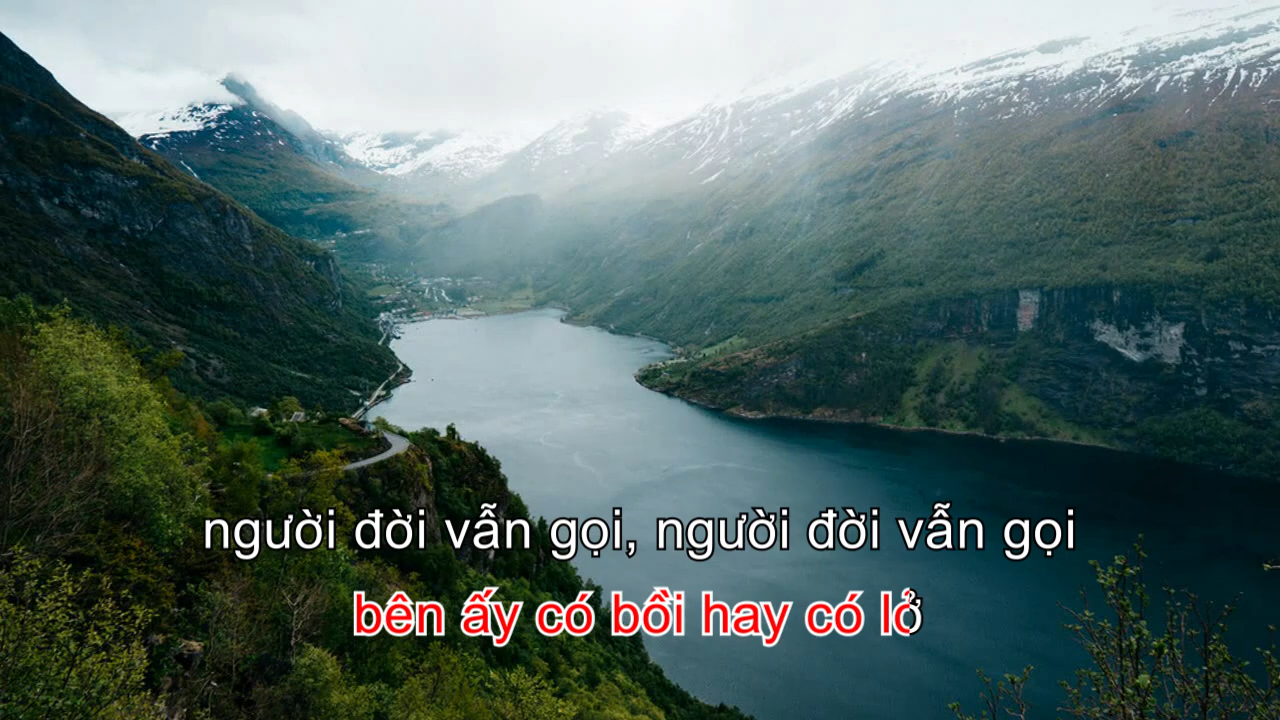 người đời vẫn gọi, người đời vẫn gọi
bên ấy có bồi hay có lở